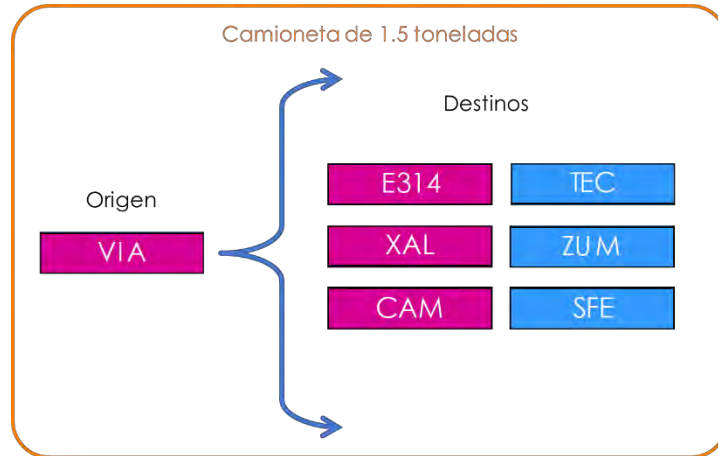 Camioneta de 1.5 toneladas
Destinos
Origen
E314
TEC
VIA
XAL
ZUM
CAM
SFE